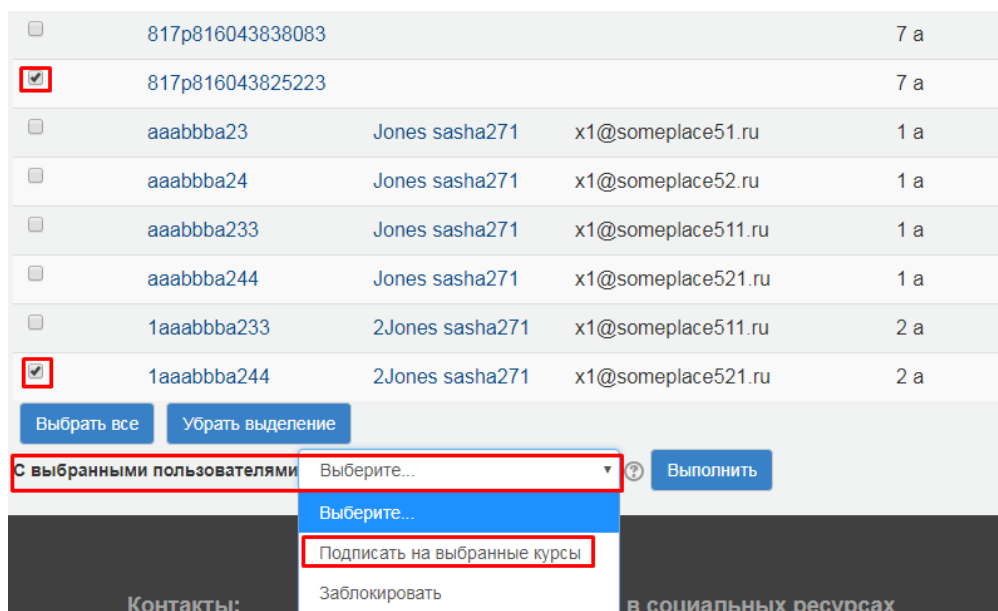 817p816043838083 7 a
817p816043825223 7 a
aaabbba23 Jones sasha271 x1@someplace51.ru 1 a
aaabbba24 Jones sasha271 x1@someplace52.ru 1 a
aaabbba233 Jones sasha271 x1@someplace511.ru 1 a
aaabbba244 Jones sasha271 x1@someplace521.ru 1 a
1aaabbba233 2Jones sasha271 x1@someplace511.ru 2 a
1aaabbba244 2Jones sasha271 x1@someplace521.ru 2 a
Выбрать все Убрать выделение
С выбранными пользователями Выберите... ? Выполнить
Выберите...
Подписать на выбранные курсы
Заблокировать
Контакты: в социальных ресурсах